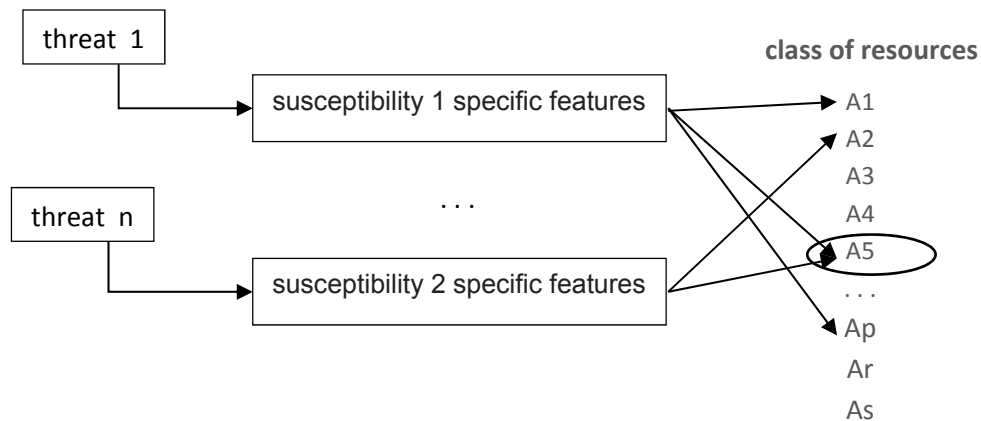 threat 1
class of resources
susceptibility 1 specific features
A1
A2
A3
threat n
. . .
A4
A5
susceptibility 2 specific features
. . .
Ap
Ar
As